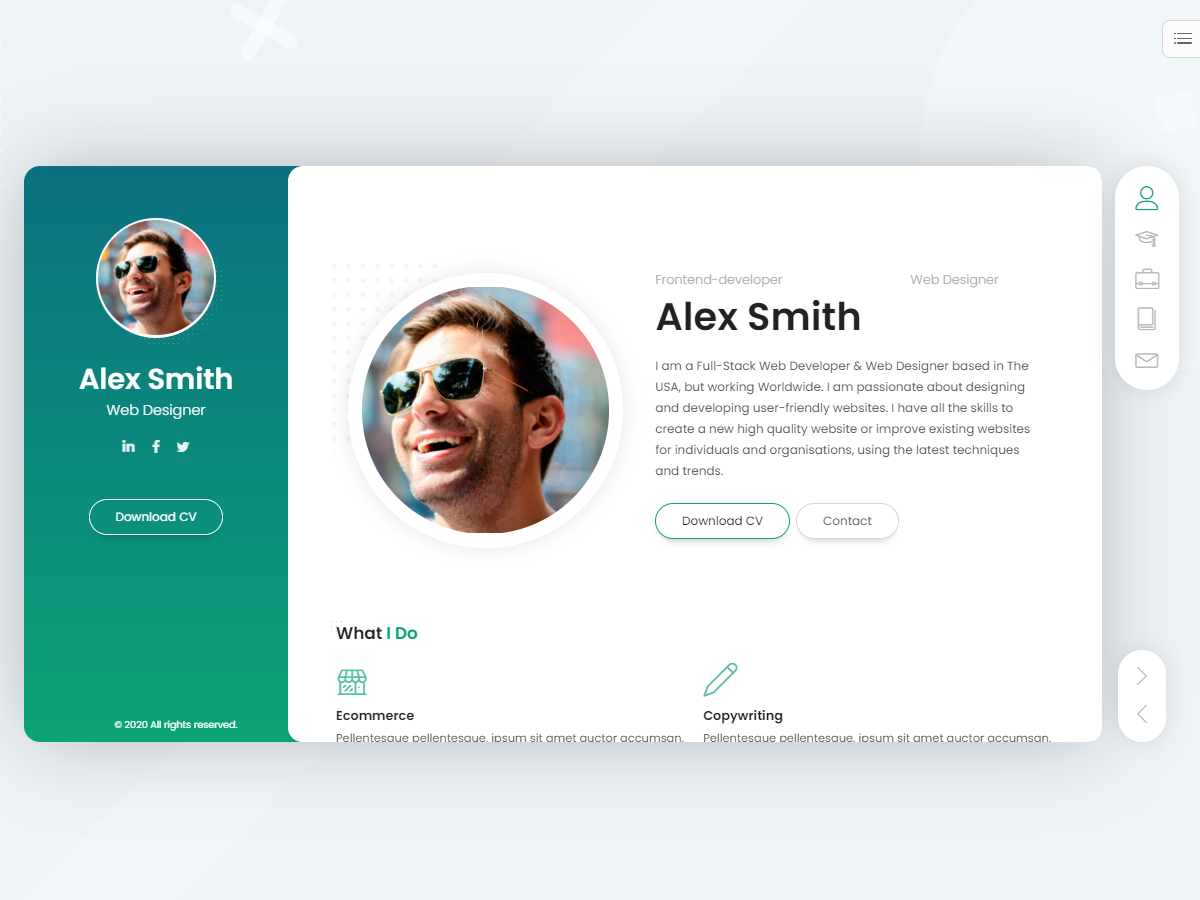 Alex Smith
Web Designer
Download CV
© 2020 All rights reserved.
Frontend-developer
Web Designer
Alex Smith
I am a Full-Stack Web Developer & Web Designer based in The
USA, but working Worldwide. I am passionate about designing
and developing user-friendly websites. I have all the skills to
create a new high quality website or improve existing websites
for individuals and organisations, using the latest techniques
and trends.
Download CV
Contact
What I Do
Ecommerce
Pellentesque pellentesque, ipsum sit amet auctor accumsan,
Copywriting
Pellentesque pellentesque, ipsum sit amet auctor accumsan,